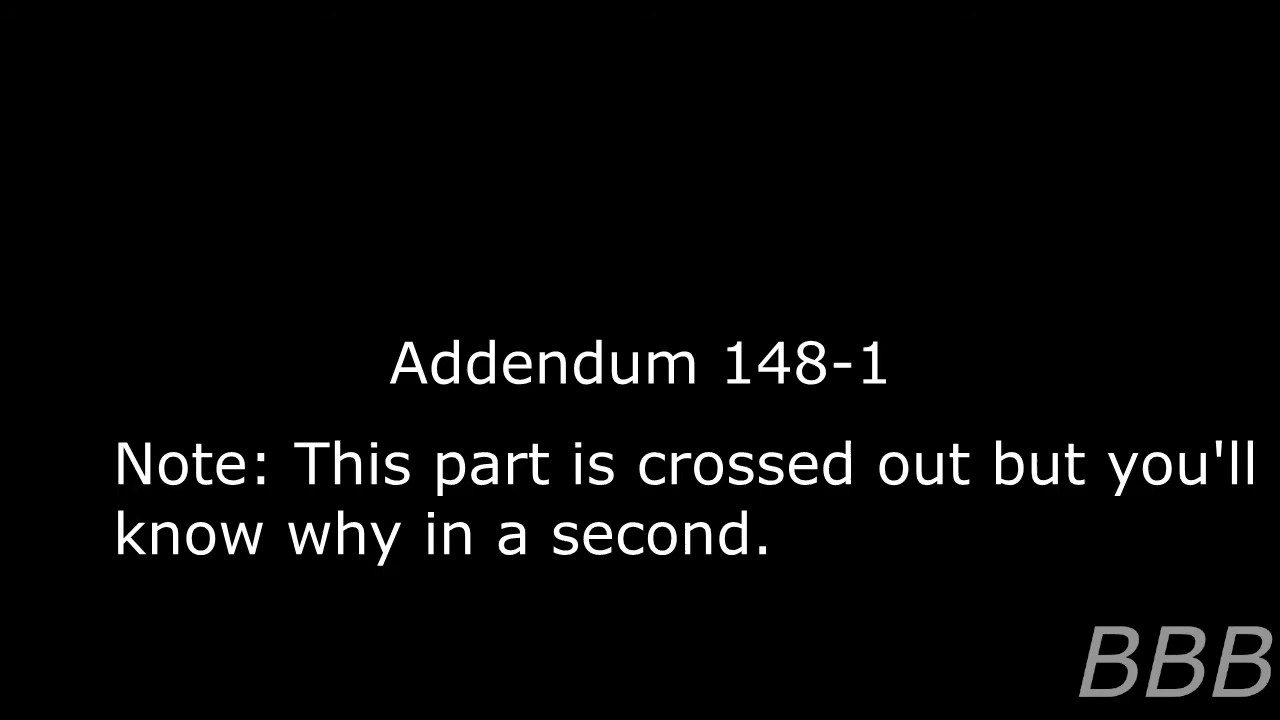 Addendum 148-1
Note: This part is crossed out but you'll
know why in a second.
BBB